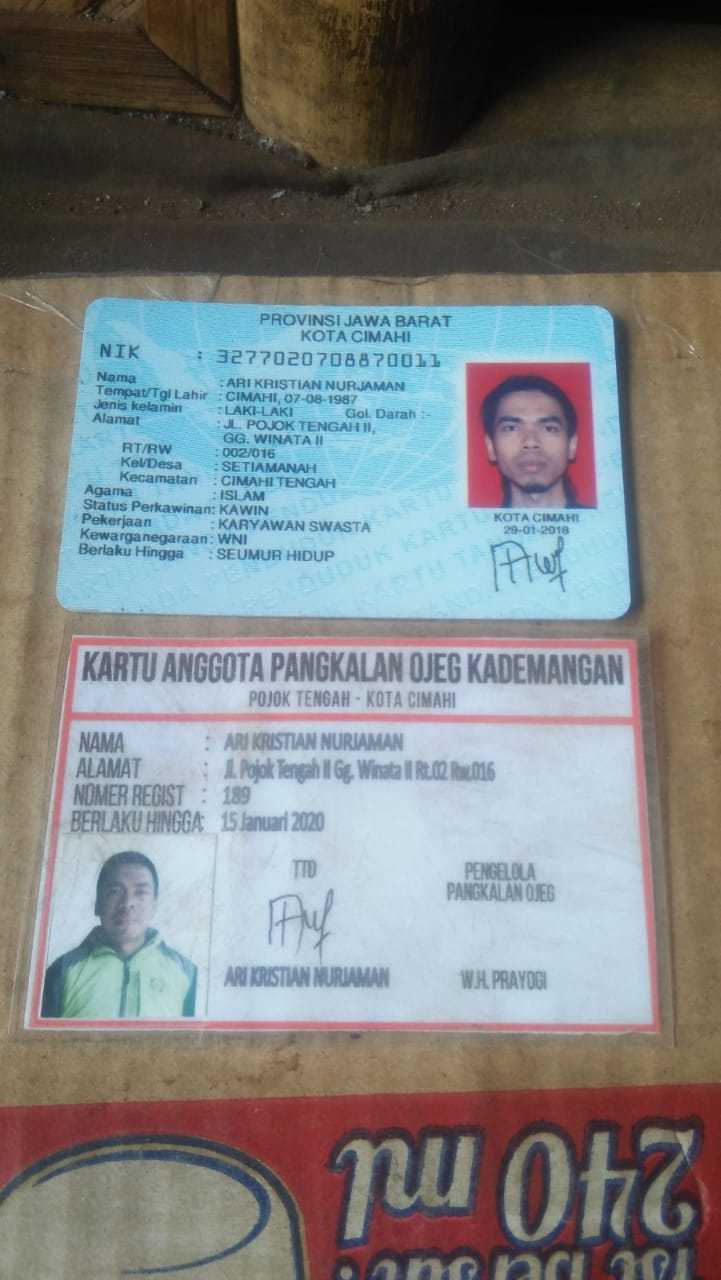 PROVINSI JAWA BARAT
KOTA CIMAHI
NIK : 3277020708870011
Nama : ARI KRISTIAN NURJAMAN
Tempat/Tgl Lahir : CIMAHI, 07-08-1987
Jenis kelamin : LAKI-LAKI Gol. Darah :-
Alamat : JL. POJOK TENGAH II,
GG. WINATA II
RT/RW : 002/016
Kel/Desa : SETIAMANAH
Kecamatan : CIMAHI TENGAH
Agama : ISLAM
Status Perkawinan: KAWIN
Pekerjaan : KARYAWAN SWASTA
Kewarganegaraan: WNI
Berlaku Hingga : SEUMUR HIDUP
KOTA CIMAHI
29-01-2018
KARTU ANGGOTA PANGKALAN OJEG KADEMANGAN
POJOK TENGAH - KOTA CIMAHI
NAMA : ARI KRISTIAN NURJAMAN
ALAMAT : Jl. Pojok Tengah II Gg. Winata II Rt.02 Rw.016
NOMER REGIST : 189
BERLAKU HINGGA: 15 Januari 2020
TTD
PENGELOLA
PANGKALAN OJEG
ARI KRISTIAN NURJAMAN
W.H. PRAYOGI
240 ml